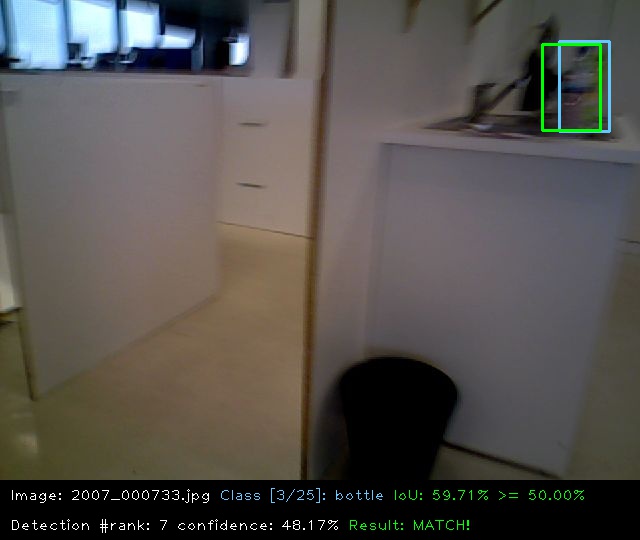 Image: 2007_000733.jpg Class [3/25]: bottle IoU: 59.71% >= 50.00%
Detection #rank: 7 confidence: 48.17% Result: MATCH!